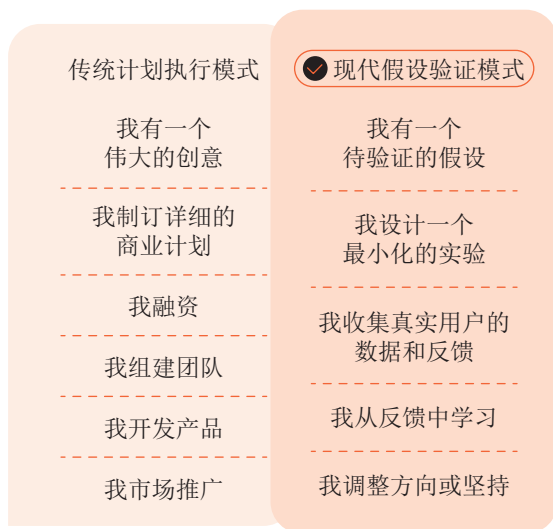 传统计划执行模式
我有一个
伟大的创意
我制订详细的
商业计划
我融资
我组建团队
我开发产品
我市场推广
现代假设验证模式
我有一个
待验证的假设
我设计一个
最小化的实验
我收集真实用户的
数据和反馈
我从反馈中学习
我调整方向或坚持